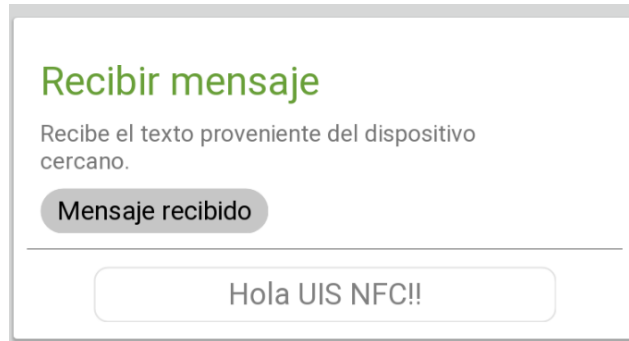 Recibir mensaje
Recibe el texto proveniente del dispositivo
cercano.
Mensaje recibido
Hola UIS NFC!!